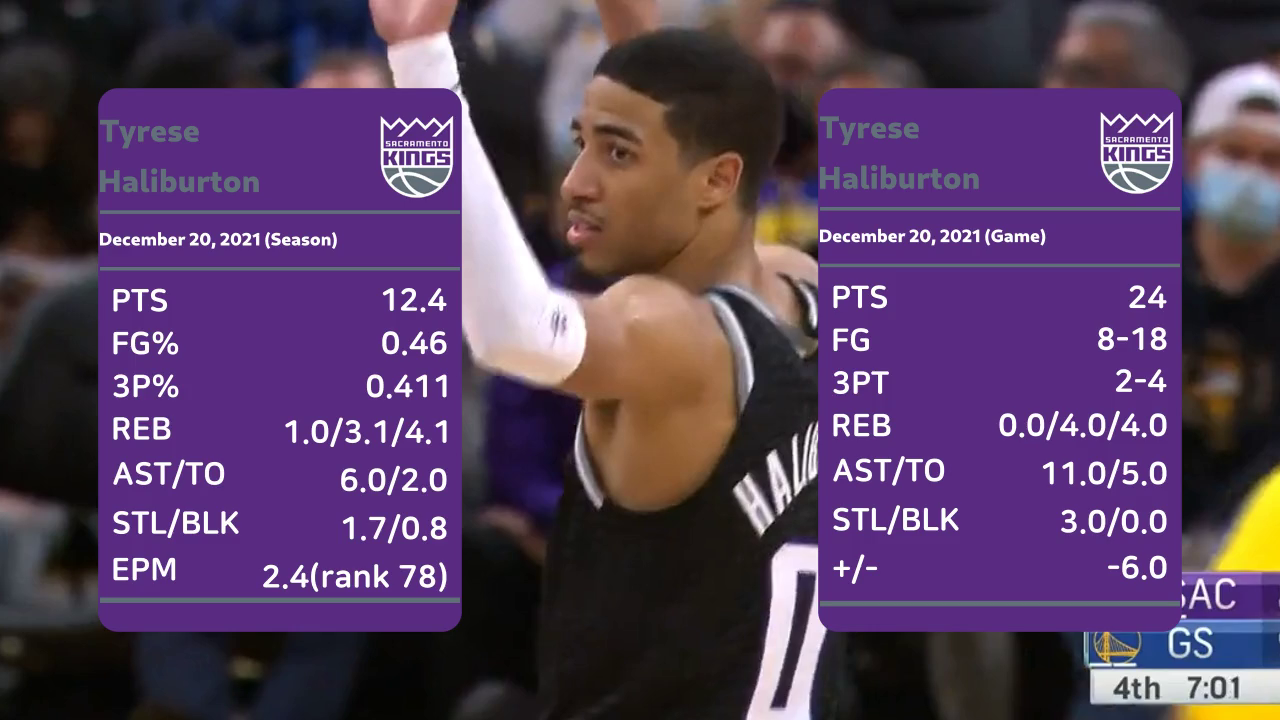 Tyrese
Haliburton
SACRAMENTO
KINGS
December 20, 2021 (Season)
PTS 12.4
FG% 0.46
3P% 0.411
REB 1.0/3.1/4.1
AST/TO 6.0/2.0
STL/BLK 1.7/0.8
EPM 2.4(rank 78)
HALIB
0
Tyrese
Haliburton
SACRAMENTO
KINGS
December 20, 2021 (Game)
PTS 24
FG 8-18
3PT 2-4
REB 0.0/4.0/4.0
AST/TO 11.0/5.0
STL/BLK 3.0/0.0
+/- -6.0
SAC
GS
4th 7:01